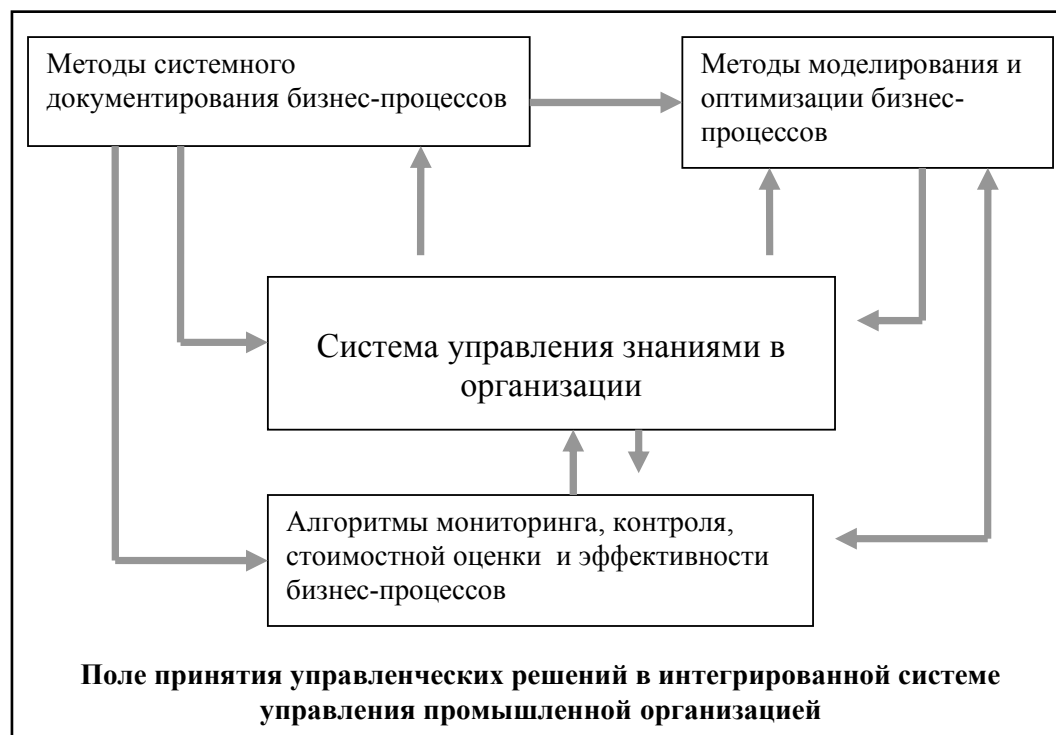 Методы системного
документирования бизнес-процессов
Методы моделирования и
оптимизации бизнес-
процессов
Система управления знаниями в
организации
Алгоритмы мониторинга, контроля,
стоимостной оценки и эффективности
бизнес-процессов
Поле принятия управленческих решений в интегрированной системе
управления промышленной организацией